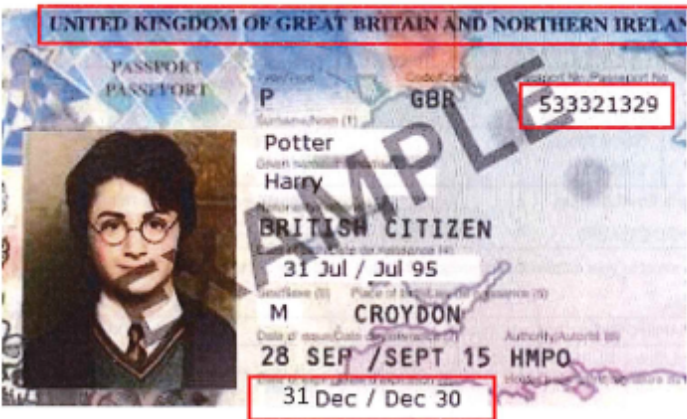 UNITED KINGDOM OF GREAT BRITAIN AND NORTHERN IRELAN
PASSPORT
PASSEPORT
P GBR 533321329
Potter
Harry
BRITISH CITIZEN
31 Jul / Jul 95
M CROYDON
28 SEP /SEPT 15 HMPO
31 Dec / Dec 30
SAMPLE